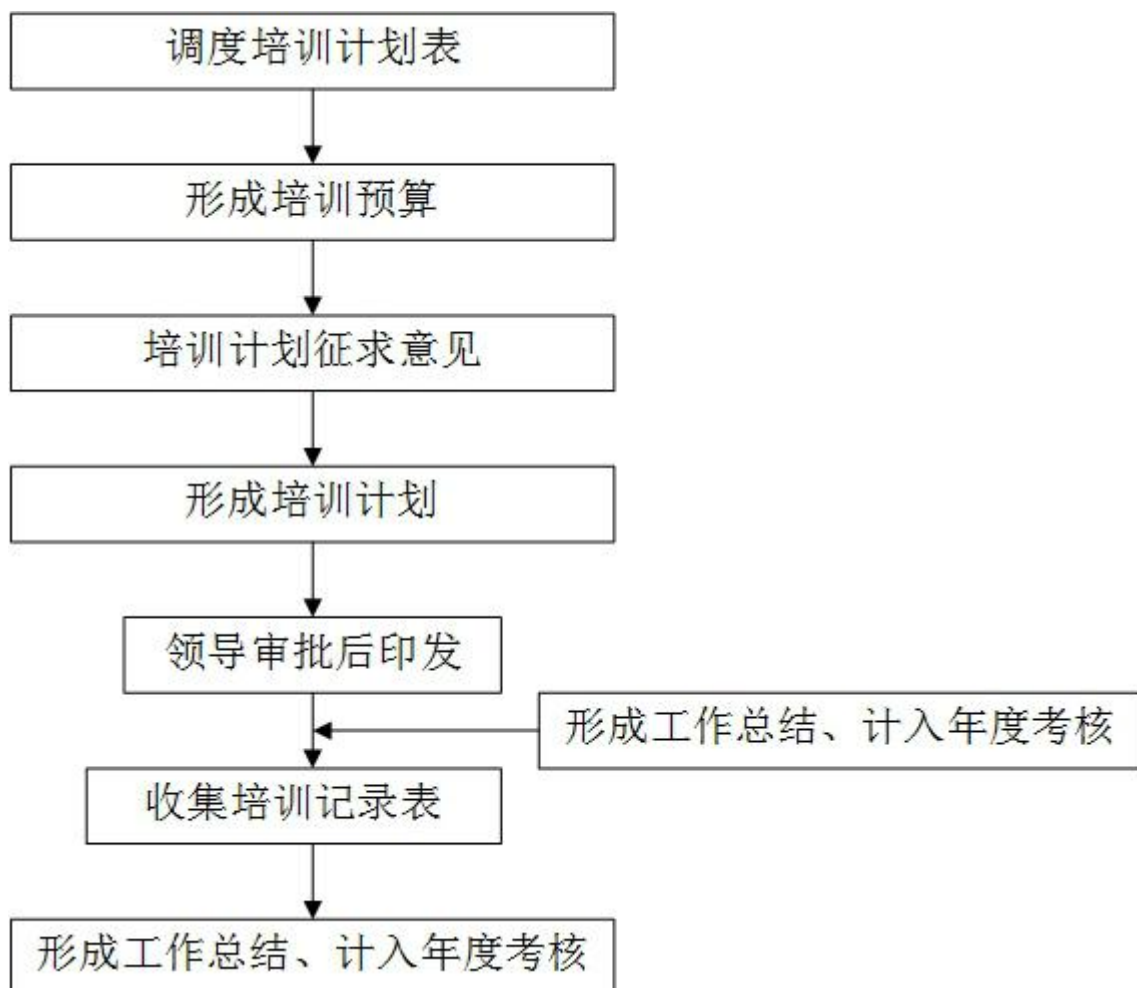 调度培训计划表
形成培训预算
培训计划征求意见
形成培训计划
领导审批后印发
形成工作总结、计入年度考核
收集培训记录表
形成工作总结、计入年度考核